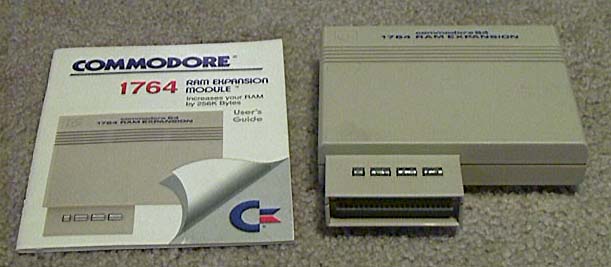 COMMODORE
1764 RAM EXPANSION
MODULE™
Increases your RAM
by 256K Bytes
User's
Guide
commodore 64
1764 RAM EXPANSION
commodore 64
1764 RAM EXPANSION